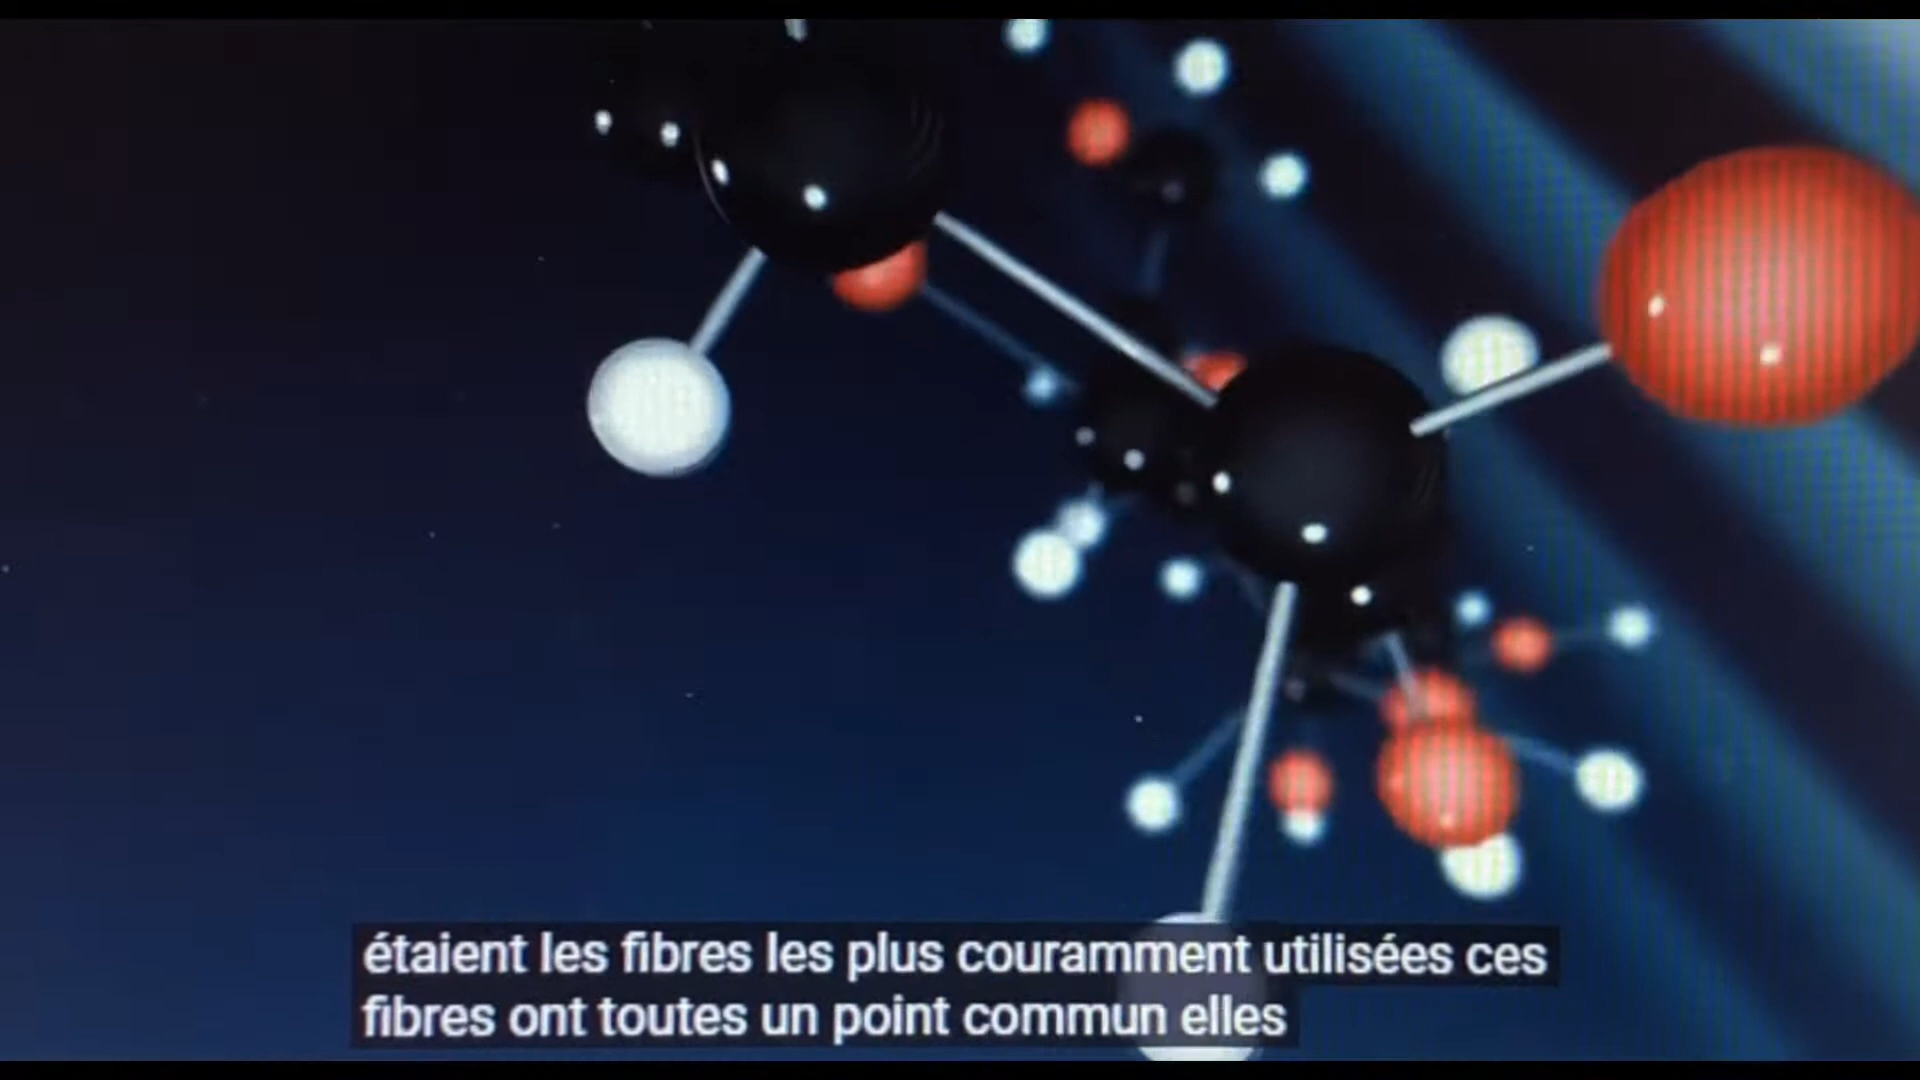 étaient les fibres les plus couramment utilisées ces
fibres ont toutes un point commun elles